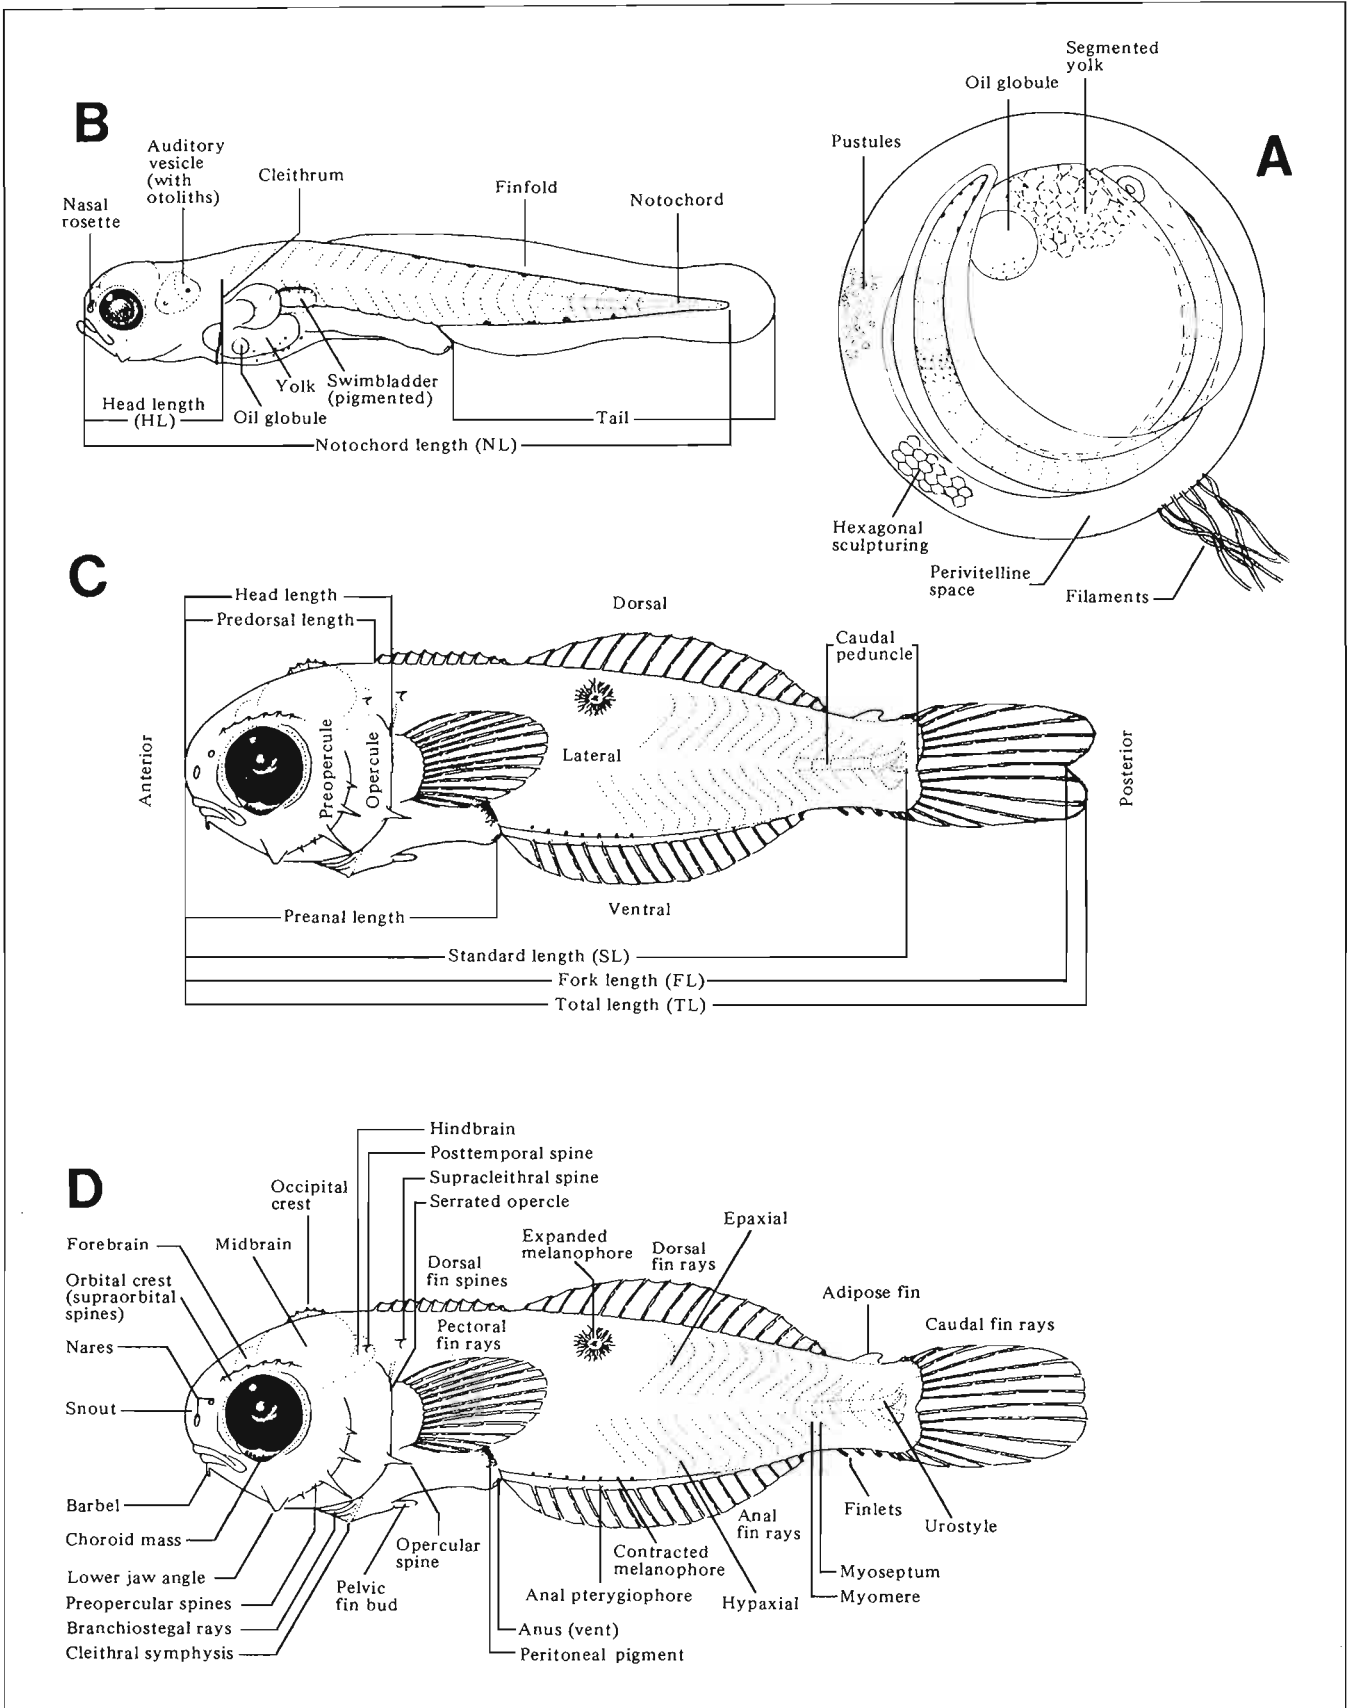 B
Auditory
vesicle
(with
otoliths)
Cleithrum
Nasal
rosette
Finfold
Notochord
Head length
(HL)
Yolk
Oil globule
Swimbladder
(pigmented)
Tail
Notochord length (NL)
A
Segmented
yolk
Oil globule
Pustules
Hexagonal
sculpturing
Perivitelline
space
Filaments
C
Head length
Predorsal length
Dorsal
Caudal
peduncle
Anterior
Preopercule
Opercule
Lateral
Posterior
Preanal length
Ventral
Standard length (SL)
Fork length (FL)
Total length (TL)
D
Hindbrain
Posttemporal spine
Supracleithral spine
Serrated opercle
Occipital
crest
Forebrain
Midbrain
Orbital crest
(supraorbital
spines)
Nares
Snout
Dorsal
fin spines
Pectoral
fin rays
Expanded
melanophore
Dorsal
fin rays
Epaxial
Adipose fin
Caudal fin rays
Barbel
Choroid mass
Lower jaw angle
Preopercular spines
Branchiostegal rays
Cleithral symphysis
Pelvic
fin bud
Opercular
spine
Anal pterygiophore
Anus (vent)
Peritoneal pigment
Contracted
melanophore
Hypaxial
Anal
fin rays
Finlets
Urostyle
Myoseptum
Myomere